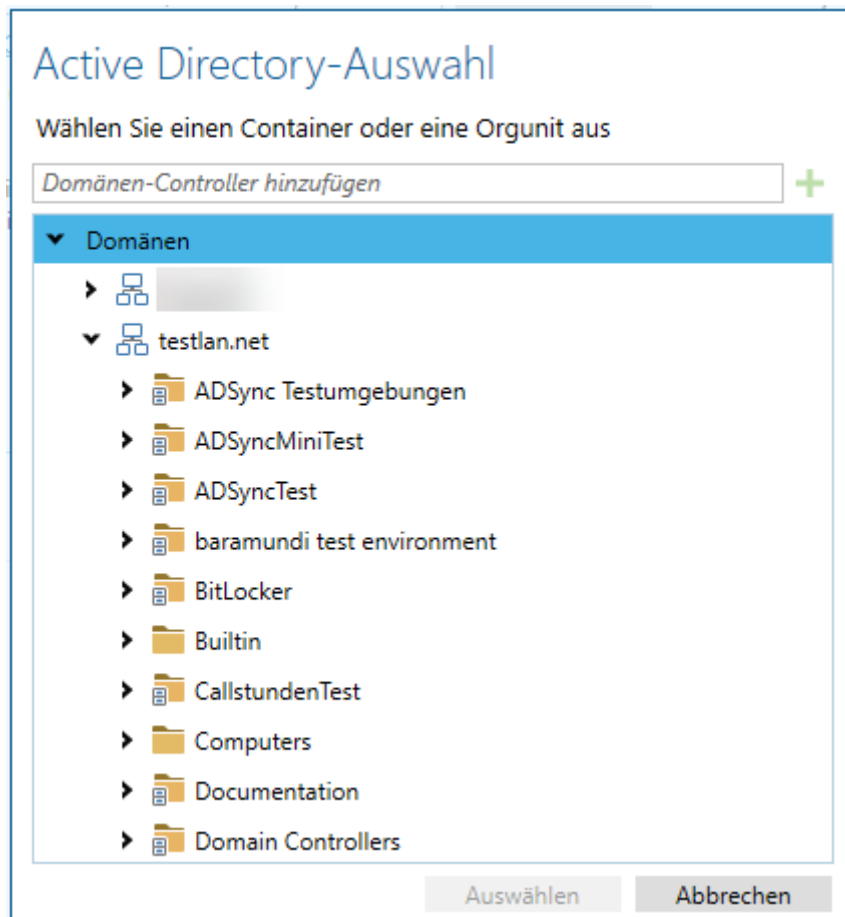 Active Directory-Auswahl
Wählen Sie einen Container oder eine Orgunit aus
Domänen-Controller hinzufügen
Domänen
testlan.net
ADSync Testumgebungen
ADSyncMiniTest
ADSyncTest
baramundi test environment
BitLocker
Builtin
CallstundenTest
Computers
Documentation
Domain Controllers
Auswählen Abbrechen